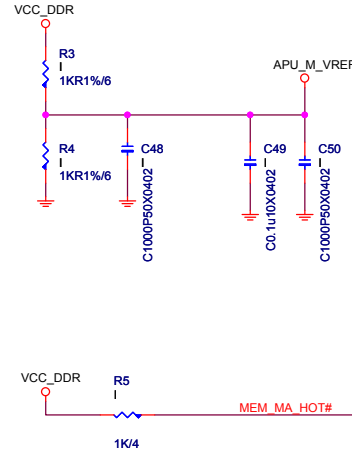 VCC_DDR
R3
I
1KR1%/6
APU_M_VREF
R4
I
1KR1%/6
C48
I
C1000P50X0402
C49
I
C0.1u10X0402
C50
I
C1000P50X0402
VCC_DDR
R5
I
1K/4
MEM_MA_HOT#